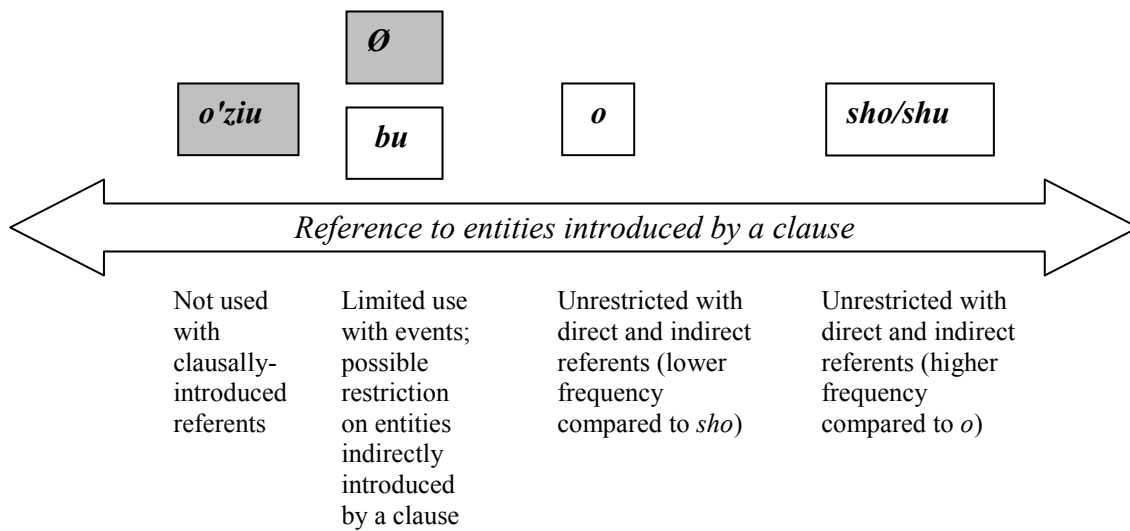 Ø
o'ziu
bu
o
sho/shu
Reference to entities introduced by a clause
Not used
with
clausally-
introduced
referents
Limited use
with events;
possible
restriction
on entities
indirectly
introduced
by a clause
Unrestricted with
direct and indirect
referents (lower
frequency
compared to sho)
Unrestricted with
direct and indirect
referents (higher
frequency
compared to o)